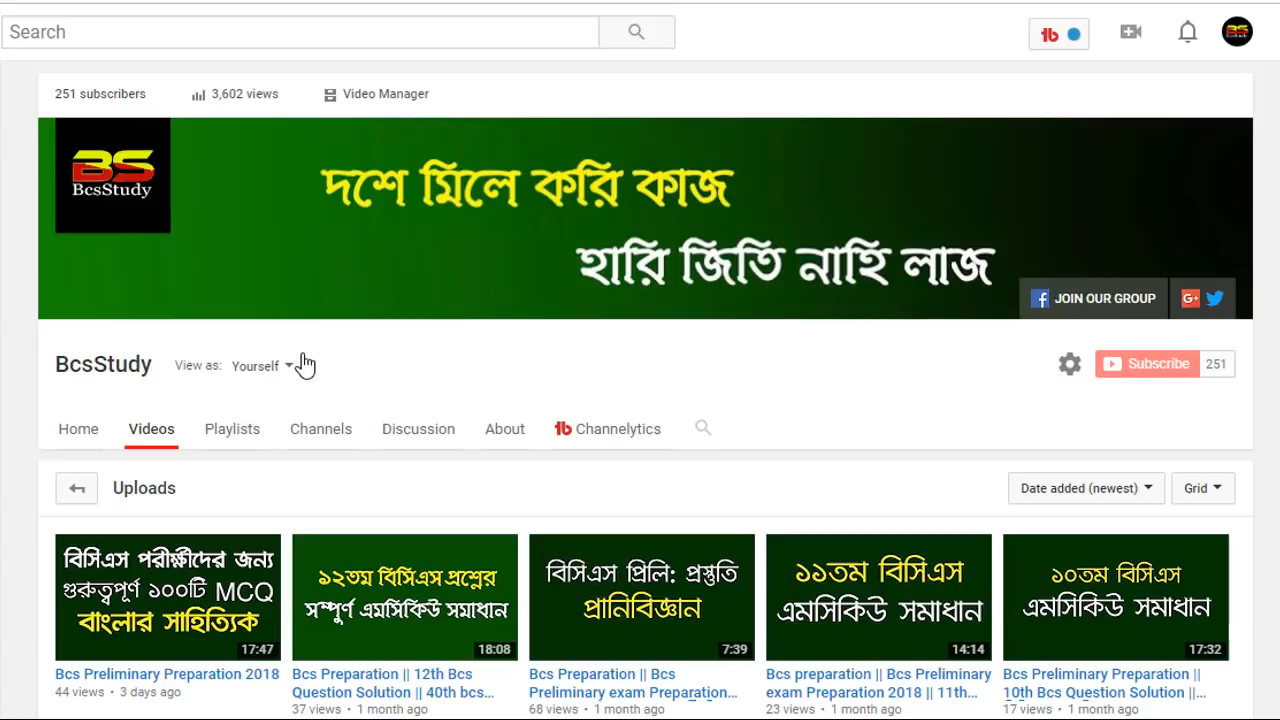 Search
251 subscribers 3,602 views Video Manager
BS
BcsStudy
দশে মিলে করি কাজ
হারি জিতি নাহি লাজ
JOIN OUR GROUP
BcsStudy View as: Yourself
Subscribe 251
Home Videos Playlists Channels Discussion About Channelytics
Uploads Date added (newest) Grid
বিসিএস পরীক্ষীদের জন্য
গুরুত্বপূর্ণ ১০০টি MCQ
বাংলার সাহিত্যিক
17:47
Bcs Preliminary Preparation 2018
44 views • 3 days ago
১২তম বিসিএস প্রশ্নের
সম্পুর্ণ এমসিকিউ সমাধান
18:08
Bcs Preparation || 12th Bcs
Question Solution || 40th bcs...
37 views • 1 month ago
বিসিএস প্রিলি: প্রস্তুতি
প্রানিবিজ্ঞান
7:39
Bcs Preparation || Bcs
Preliminary exam Preparation...
68 views • 1 month ago
১১তম বিসিএস
এমসিকিউ সমাধান
14:14
Bcs preparation || Bcs Preliminary
exam Preparation 2018 || 11th...
23 views • 1 month ago
১০তম বিসিএস
এমসিকিউ সমাধান
17:32
Bcs Preliminary Preparation ||
10th Bcs Question Solution ||...
17 views • 1 month ago